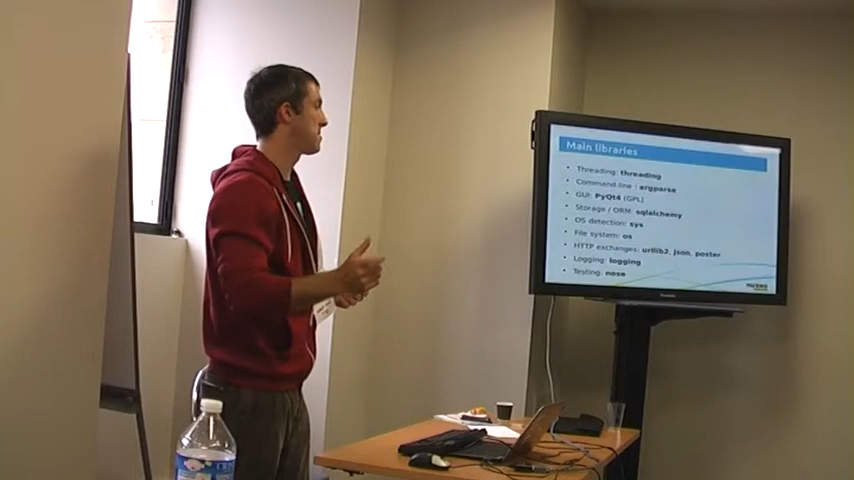 Main libraries
• Threading: threading
• Command line : argparse
• GUI: PyQt4 (GPL)
• Storage / ORM: sqlalchemy
• OS detection: sys
• File system: os
• HTTP exchanges: urllib2, json, poster
• Logging: logging
• Testing: nose
nuxeo